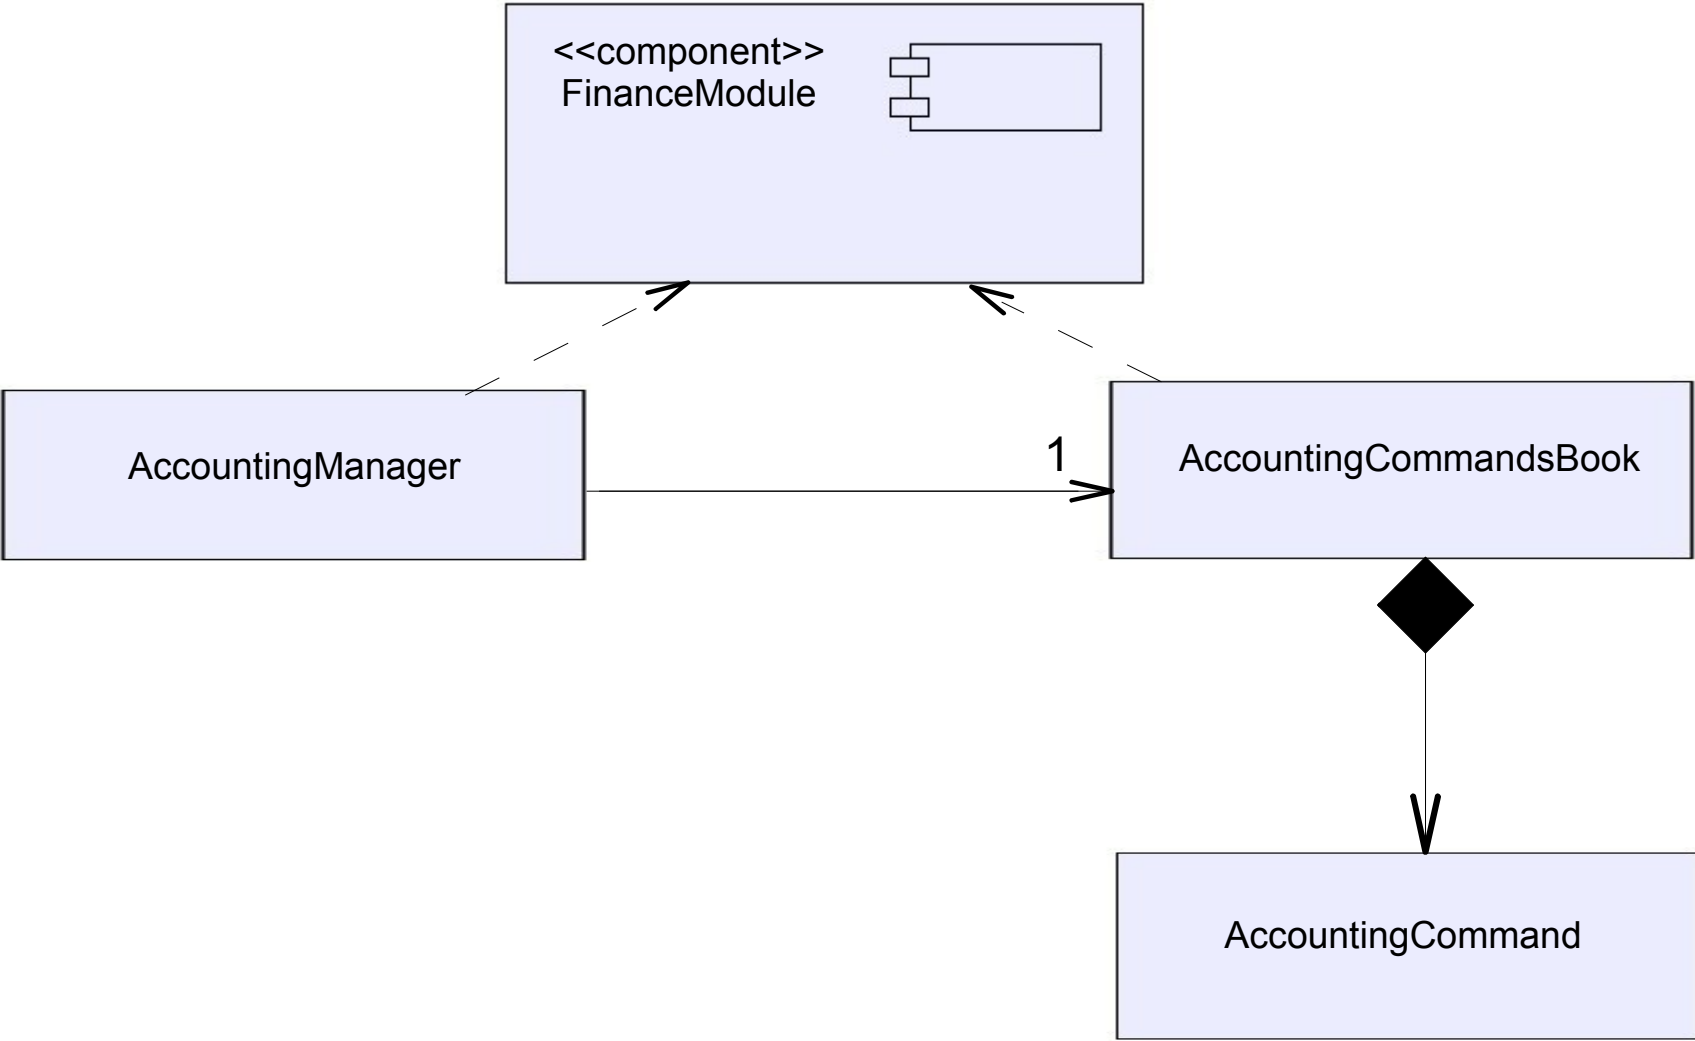 <<component>>
FinanceModule
AccountingManager
1
AccountingCommandsBook
AccountingCommand